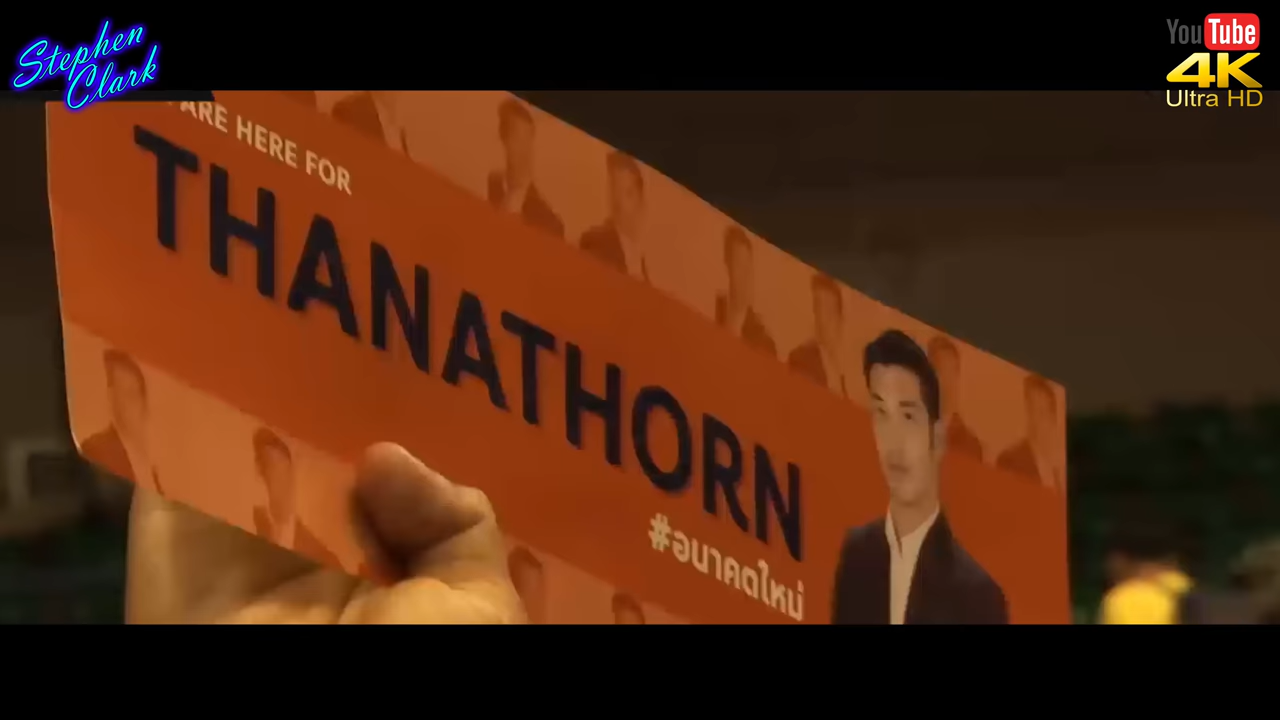 Stephen
Clark
YouTube
4K
Ultra HD
ARE HERE FOR
THANATHORN
#อนาคตใหม่